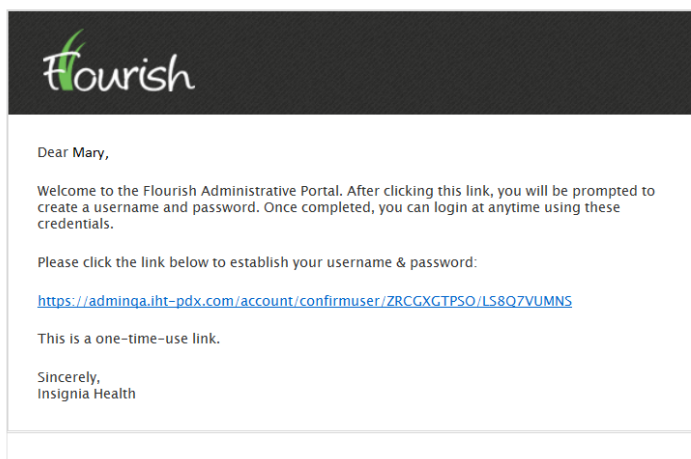 Flourish
Dear Mary,
Welcome to the Flourish Administrative Portal. After clicking this link, you will be prompted to
create a username and password. Once completed, you can login at anytime using these
credentials.
Please click the link below to establish your username & password:
https://adminqa.iht-pdx.com/account/confirmuser/ZRCGXGTPSO/LS8Q7VUMNS
This is a one-time-use link.
Sincerely,
Insignia Health